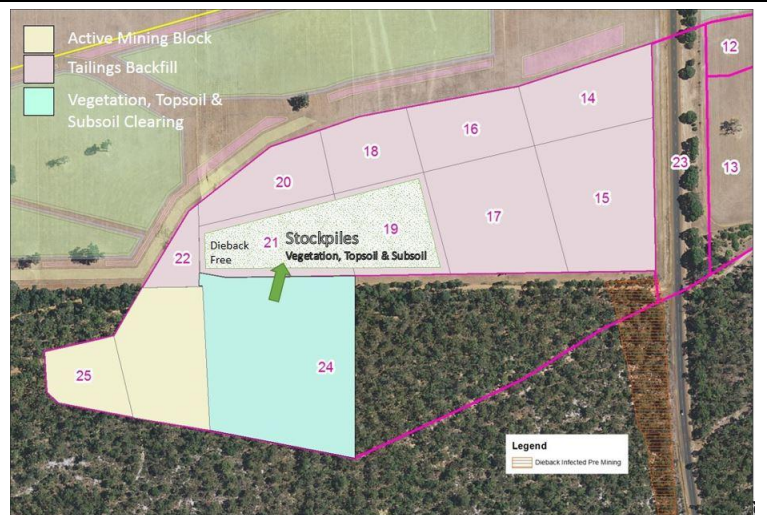 Active Mining Block
Tailings Backfill
Vegetation, Topsoil &
Subsoil Clearing
12
14
16
18
23
13
20
15
17
19
21
Stockpiles
Dieback
Free
Vegetation, Topsoil & Subsoil
22
24
25
Legend
Dieback Infected Pre Mining